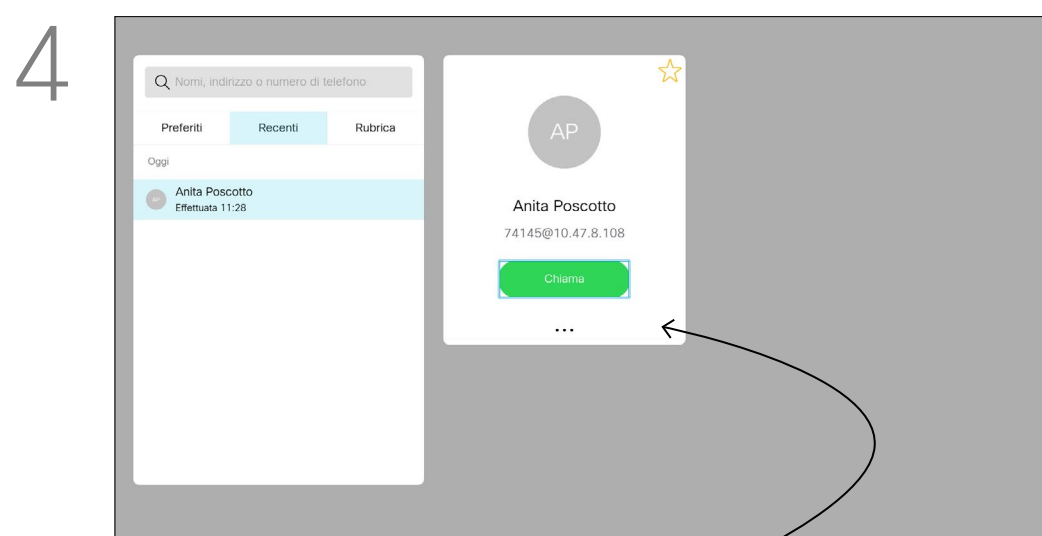 4
Nomi, indirizzo o numero di telefono
Preferiti Recenti Rubrica
Oggi
AP
Anita Poscotto
Effettuata 11:28
AP
Anita Poscotto
74145@10.47.8.108
Chiama
...